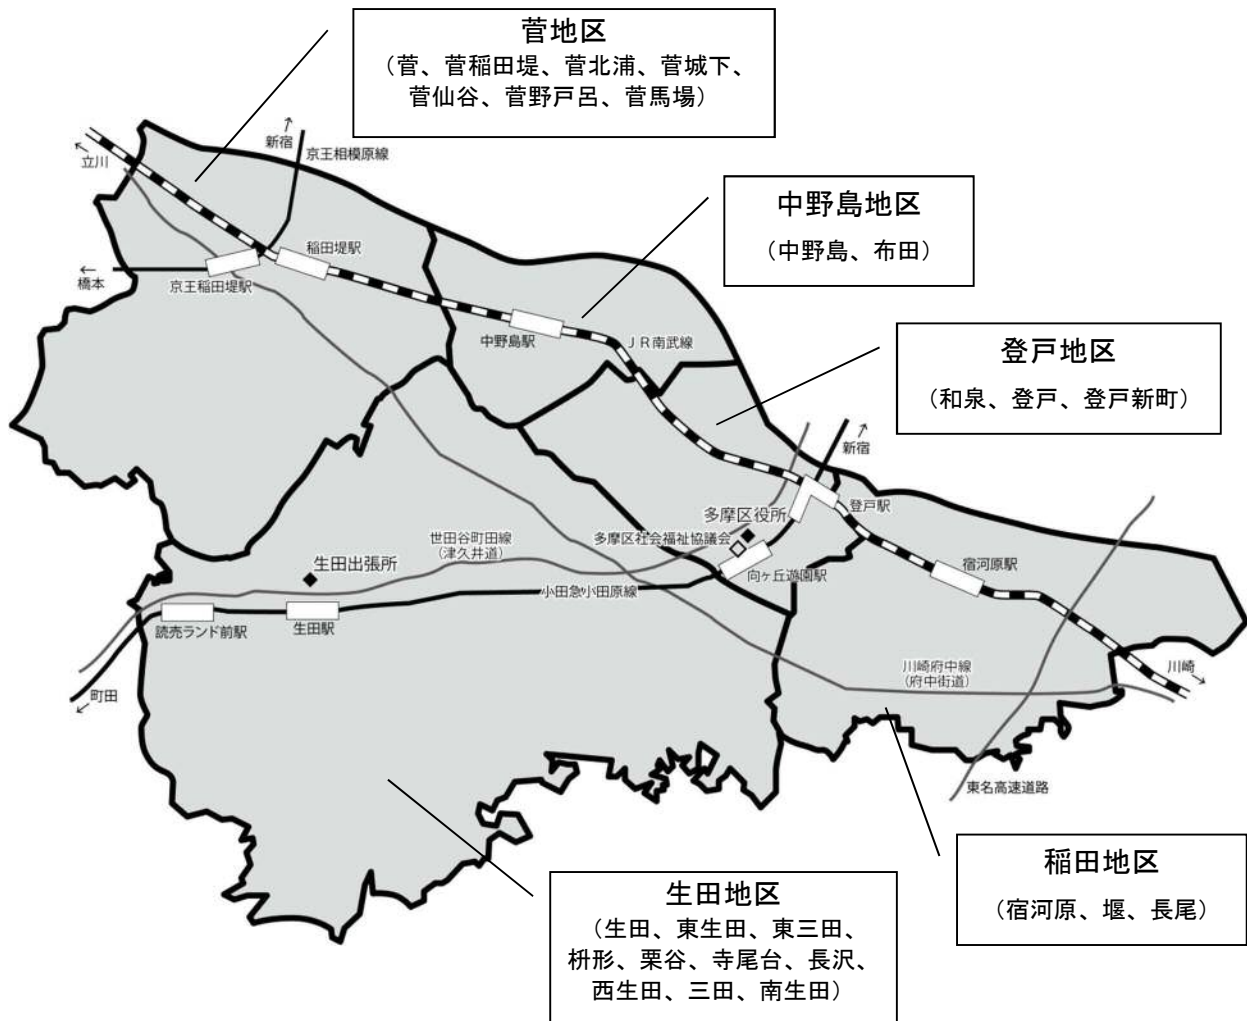 菅地区
（菅、菅稲田堤、菅北浦、菅城下、
菅仙谷、菅野戸呂、菅馬場）
↑
新宿
京王相模原線
←
立川
中野島地区
（中野島、布田）
稲田堤駅
←
橋本
京王稲田堤駅
中野島駅
ＪＲ南武線
登戸地区
（和泉、登戸、登戸新町）
↑
新宿
登戸駅
多摩区役所
多摩区社会福祉協議会
向ヶ丘遊園駅
世田谷町田線
（津久井道）
生田出張所
宿河原駅
小田急小田原線
読売ランド前駅
生田駅
川崎府中線
（府中街道）
川崎
→
町田
←
東名高速道路
稲田地区
（宿河原、堰、長尾）
生田地区
（生田、東生田、東三田、
枡形、栗谷、寺尾台、長沢、
西生田、三田、南生田）